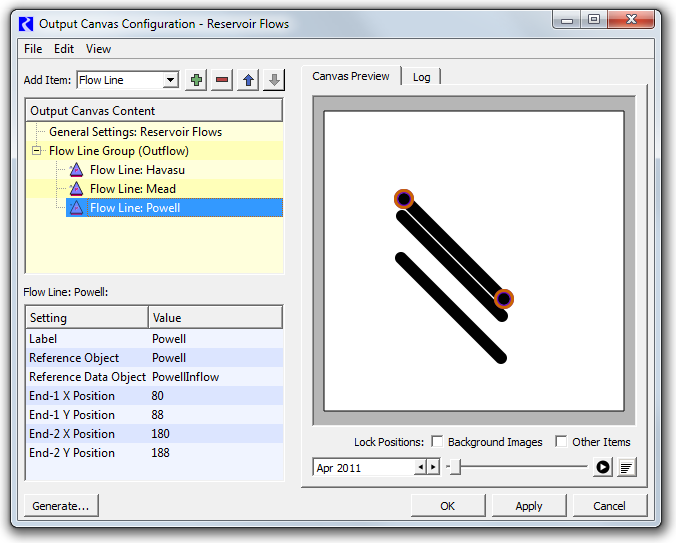 Output Canvas Configuration - Reservoir Flows
File Edit View
Add Item: Flow Line
Output Canvas Content
General Settings: Reservoir Flows
Flow Line Group (Outflow)
Flow Line: Havasu
Flow Line: Mead
Flow Line: Powell
Flow Line: Powell:
Setting Value
Label Powell
Reference Object Powell
Reference Data Object PowellInflow
End-1 X Position 80
End-1 Y Position 88
End-2 X Position 180
End-2 Y Position 188
Generate...
Canvas Preview Log
Lock Positions: Background Images Other Items
Apr 2011
OK Apply Cancel